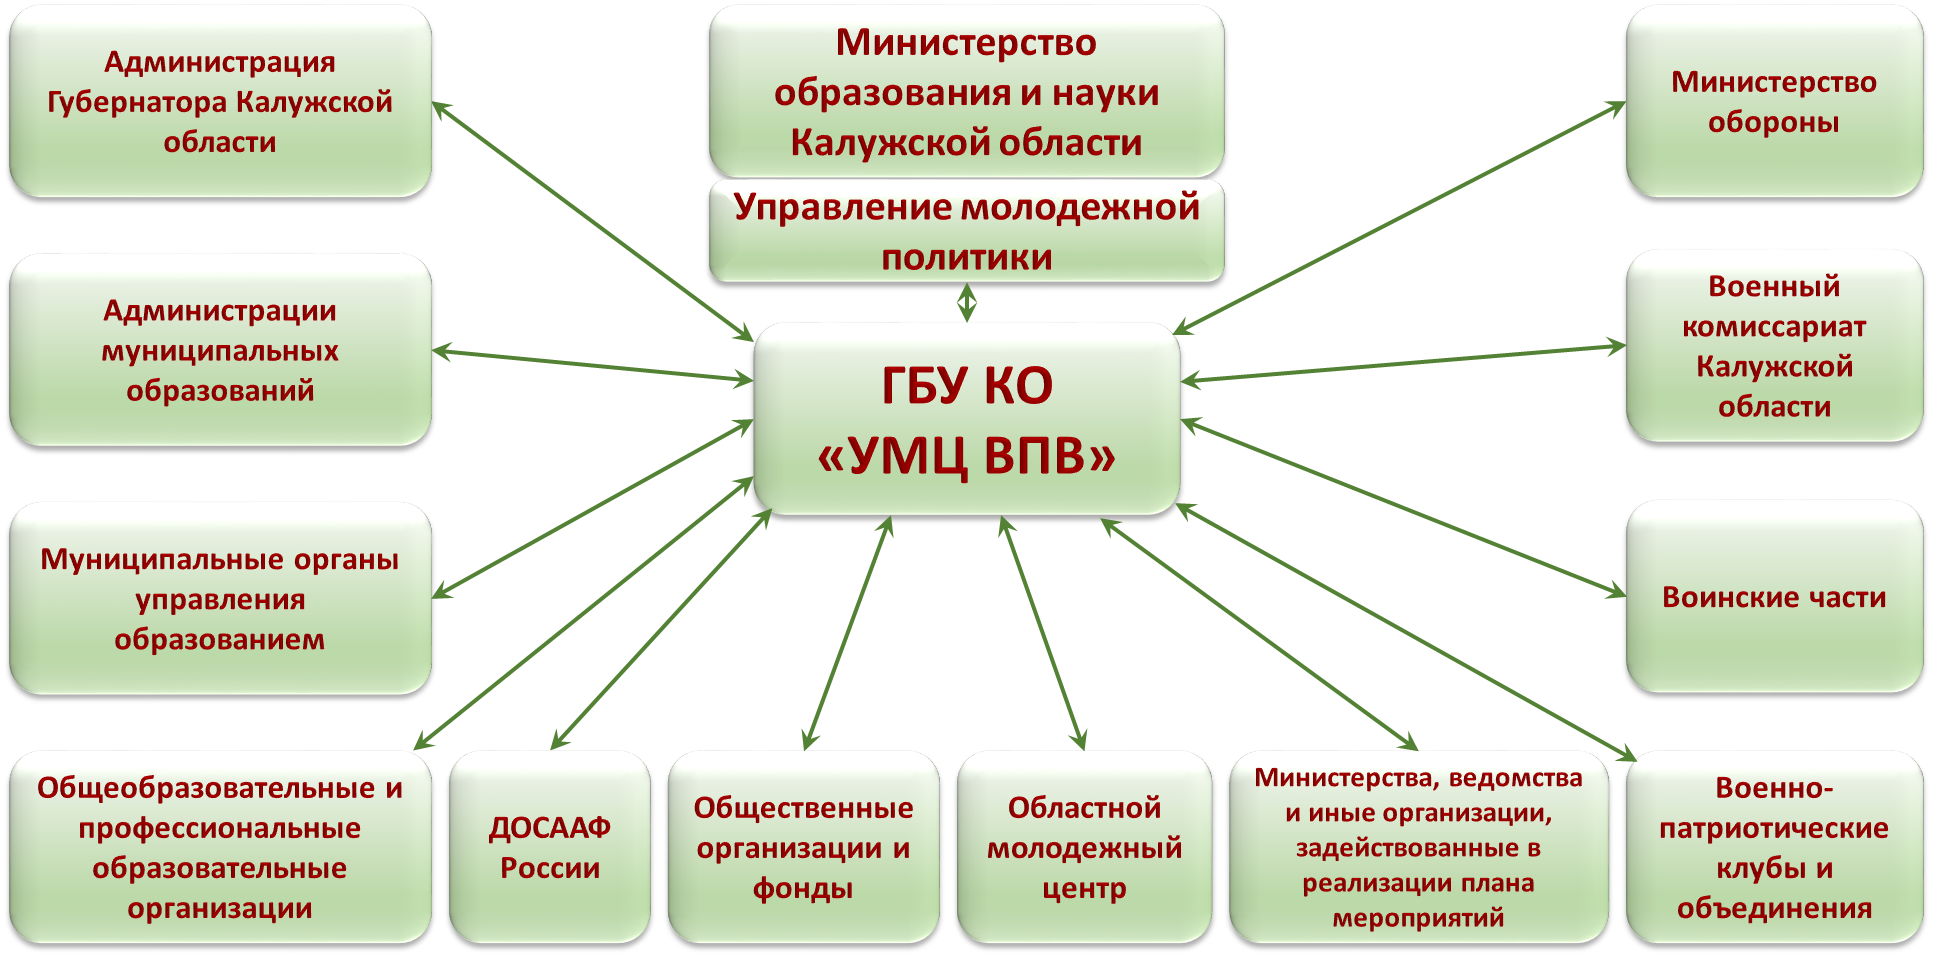 Администрация
Губернатора Калужской
области
Министерство
образования и науки
Калужской области
Управление молодежной
политики
Министерство
обороны
Администрации
муниципальных
образований
ГБУ КО
«УМЦ ВПВ»
Военный
комиссариат
Калужской
области
Муниципальные органы
управления
образованием
Воинские части
Общеобразовательные и
профессиональные
образовательные
организации
ДОСААФ
России
Общественные
организации и
фонды
Областной
молодежный
центр
Министерства, ведомства
и иные организации,
задействованные в
реализации плана
мероприятий
Военно-
патриотические
клубы и
объединения